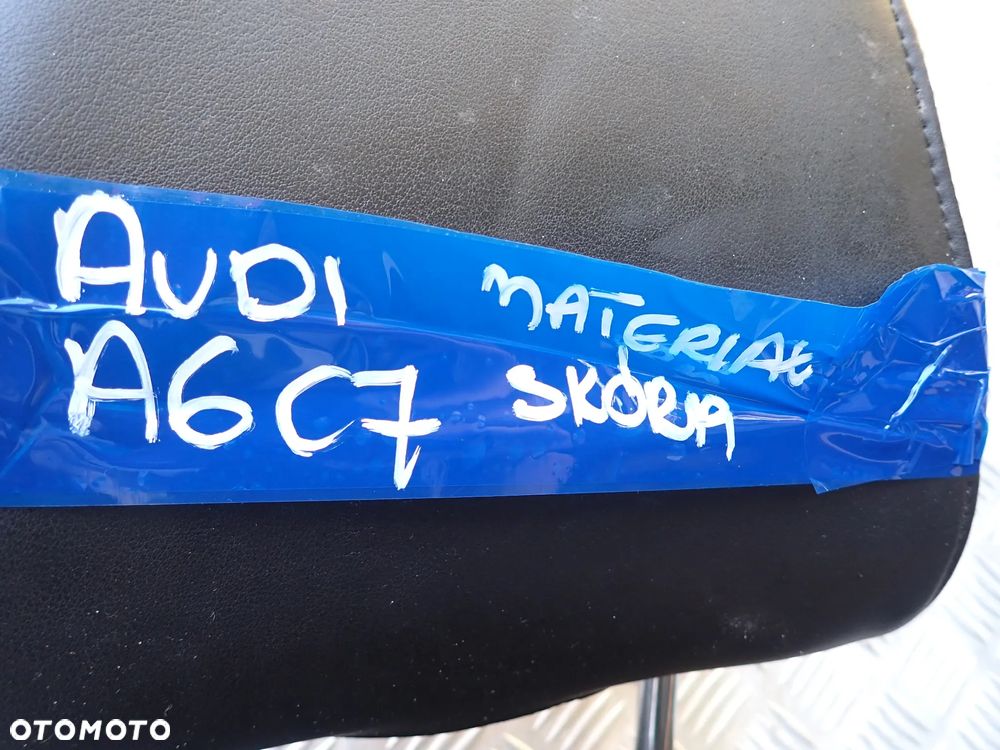 AUDI
A6C7
MATERIAŁ
SKÓRA
OTOMOTO